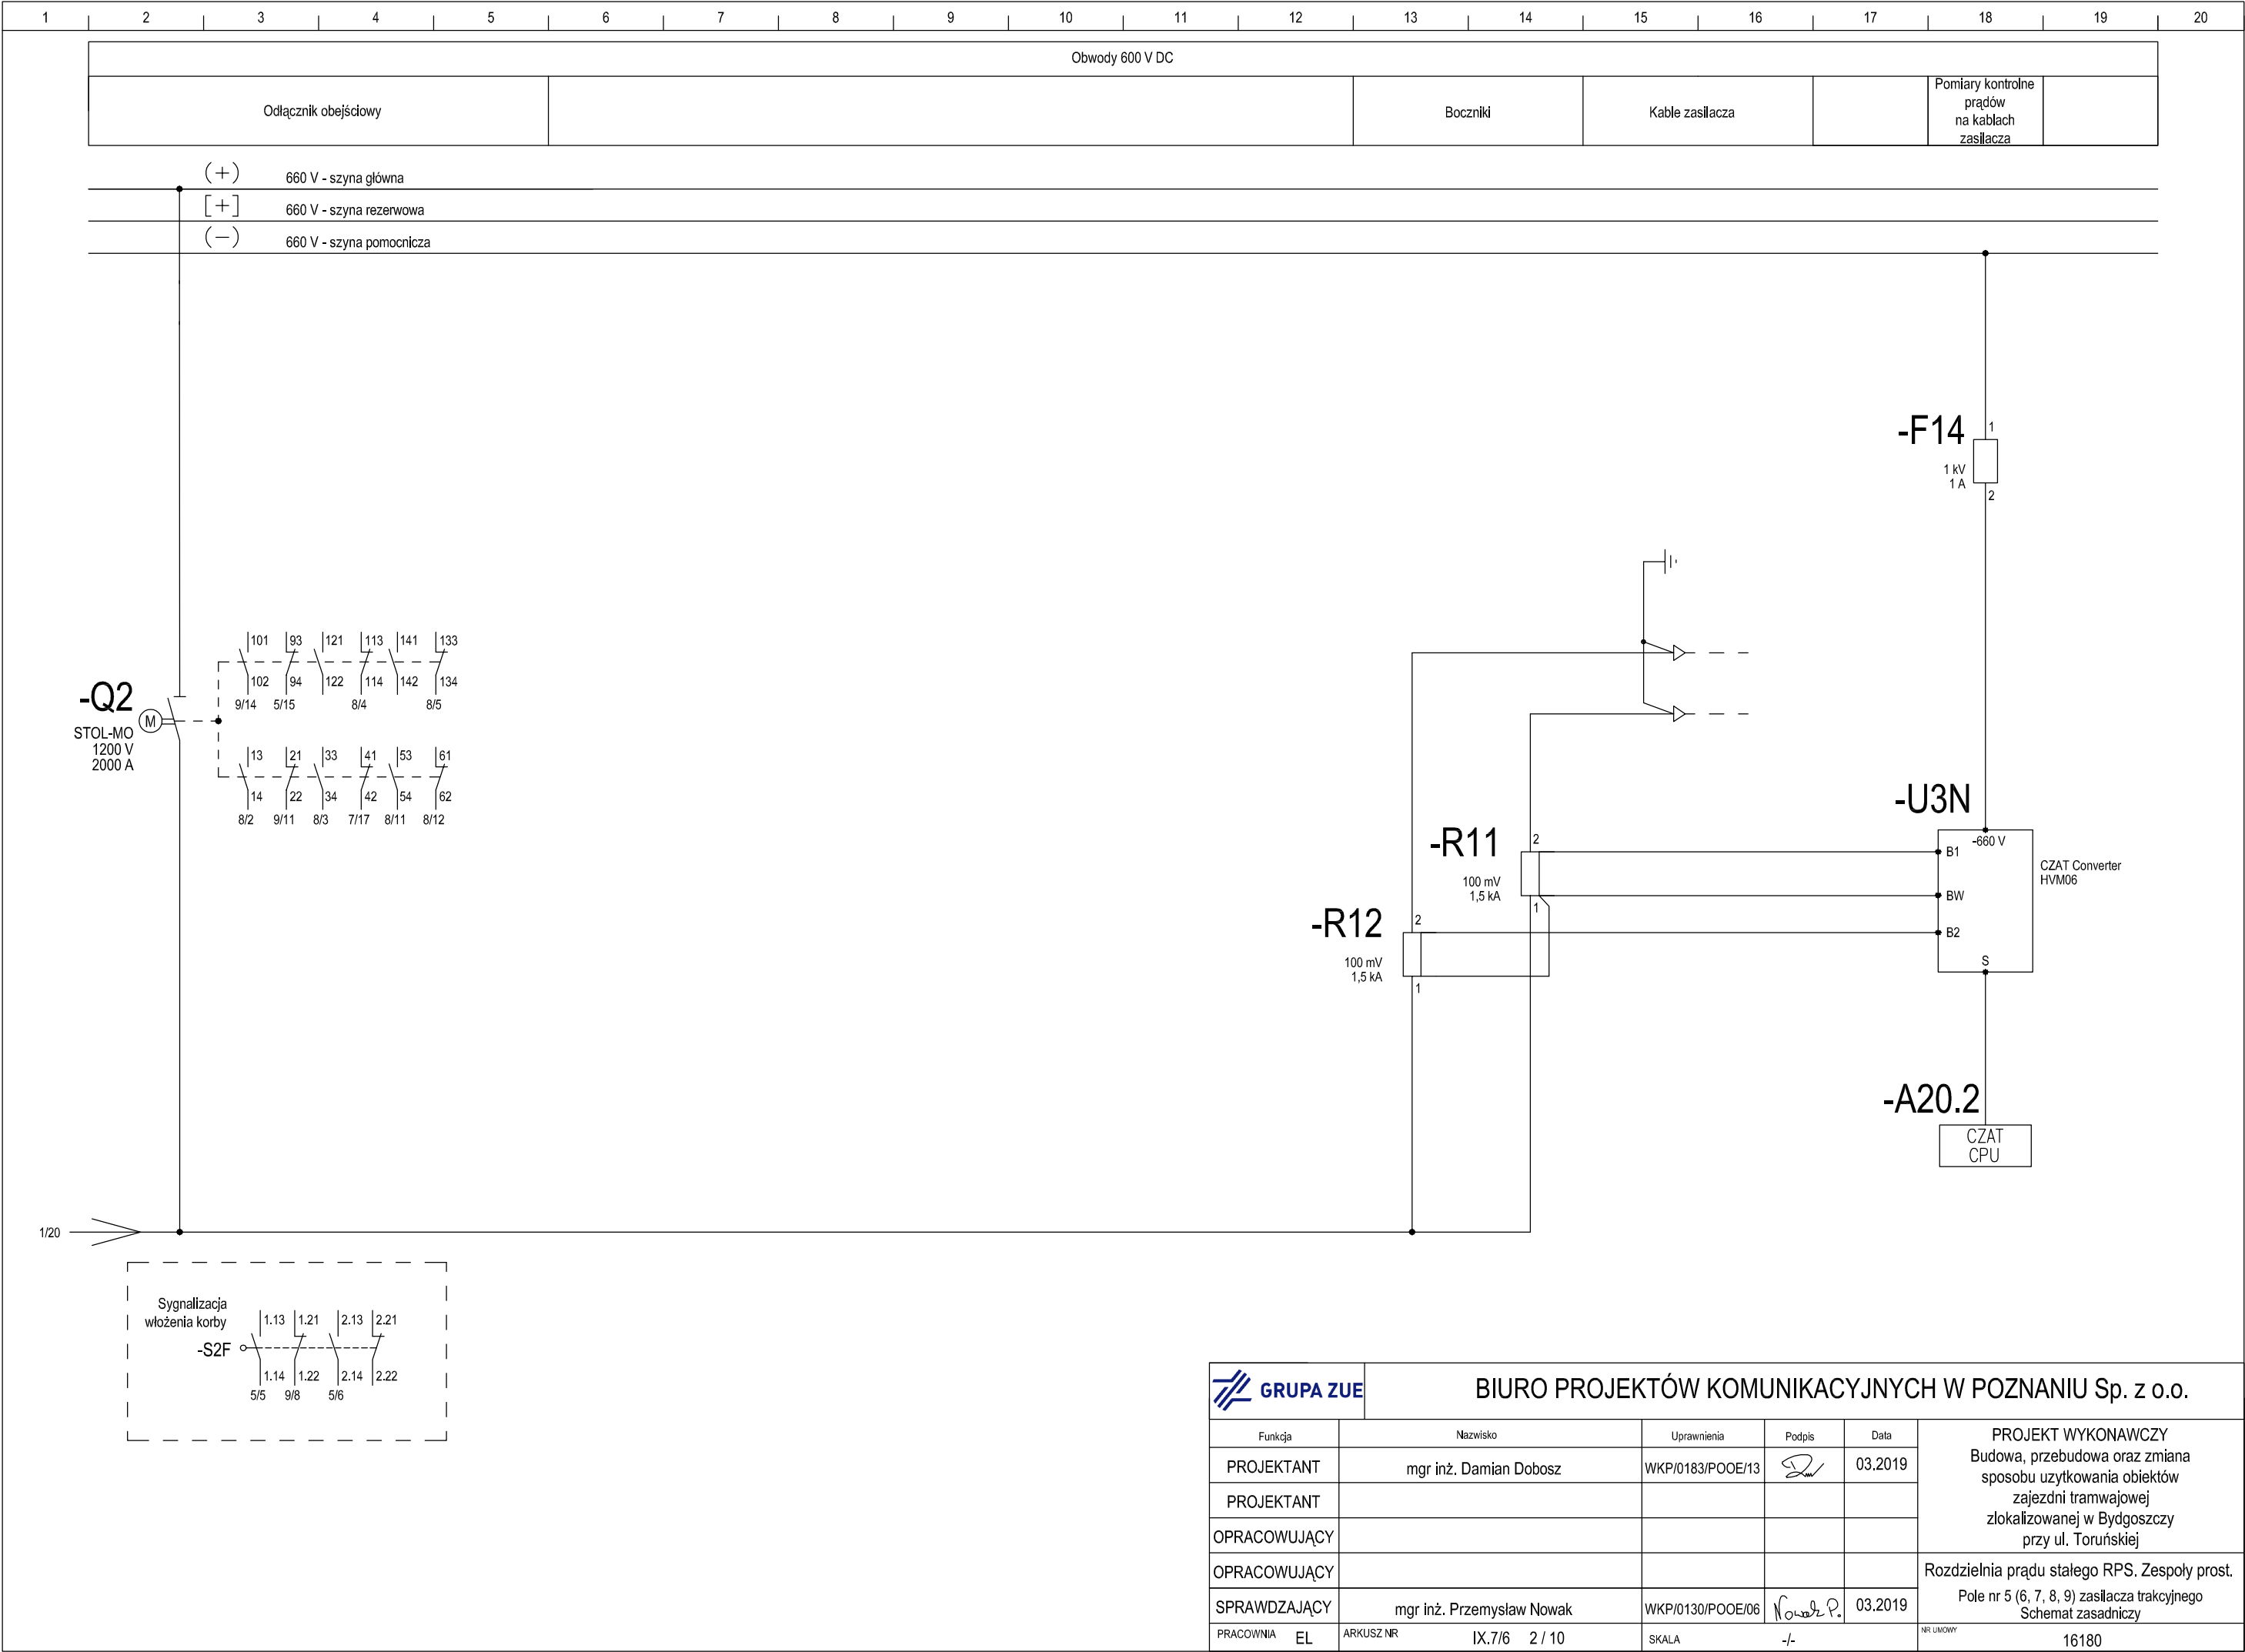 1 2 3 4 5 6 7 8 9 10 11 12 13 14 15 16 17 18 19 20
Obwody 600 V DC
Odłącznik obejściowy
Boczniki
Kable zasilacza
Pomiary kontrolne
prądów
na kablach
zasilacza
(+) 660 V - szyna główna
[+] 660 V - szyna rezerwowa
(−) 660 V - szyna pomocnicza
-F14
1 kV
1 A
1
2
101 93 121 113 141 133
102 94 122 114 142 134
9/14 5/15 8/4 8/5
-Q2
M
STOL-MO
1200 V
2000 A
13 21 33 41 53 61
14 22 34 42 54 62
8/2 9/11 8/3 7/17 8/11 8/12
-R11
100 mV
1,5 kA
2
1
-R12
100 mV
1,5 kA
2
1
-U3N
-660 V
B1
BW
B2
S
CZAT Converter
HVM06
-A20.2
CZAT
CPU
1/20
Sygnalizacja
włożenia korby
-S2F
1.13 1.21 2.13 2.21
1.14 1.22 2.14 2.22
5/5 9/8 5/6
GRUPA ZUE
BIURO PROJEKTÓW KOMUNIKACYJNYCH W POZNANIU Sp. z o.o.
Funkcja Nazwisko Uprawnienia Podpis Data
PROJEKTANT mgr inż. Damian Dobosz WKP/0183/POOE/13 03.2019
PROJEKTANT
OPRACOWUJĄCY
OPRACOWUJĄCY
SPRAWDZAJĄCY mgr inż. Przemysław Nowak WKP/0130/POOE/06 Nowak P. 03.2019
PRACOWNIA EL ARKUSZ NR IX.7/6 2 / 10 SKALA -/-
PROJEKT WYKONAWCZY
Budowa, przebudowa oraz zmiana
sposobu uzytkowania obiektów
zajezdni tramwajowej
zlokalizowanej w Bydgoszczy
przy ul. Toruńskiej
Rozdzielnia prądu stałego RPS. Zespoły prost.
Pole nr 5 (6, 7, 8, 9) zasilacza trakcyjnego
Schemat zasadniczy
NR UMOWY 16180